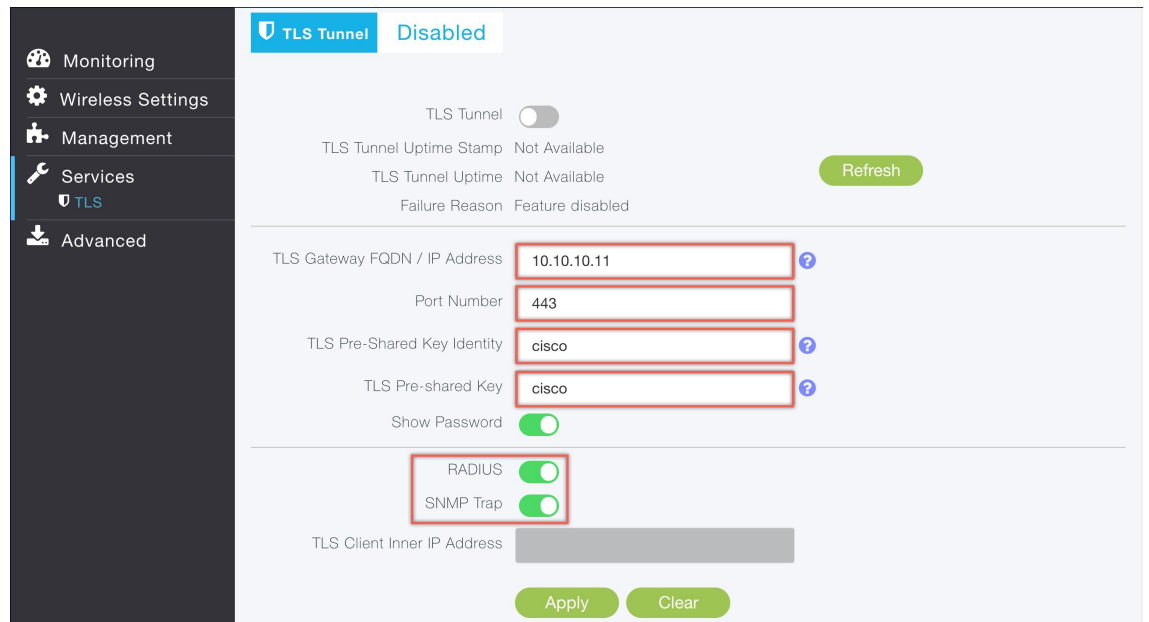 TLS Tunnel Disabled
Monitoring
Wireless Settings
Management
Services
TLS
Advanced
TLS Tunnel
TLS Tunnel Uptime Stamp Not Available
TLS Tunnel Uptime Not Available
Refresh
Failure Reason Feature disabled
TLS Gateway FQDN / IP Address 10.10.10.11 ?
Port Number 443
TLS Pre-Shared Key Identity cisco ?
TLS Pre-shared Key cisco ?
Show Password
RADIUS
SNMP Trap
TLS Client Inner IP Address
Apply Clear